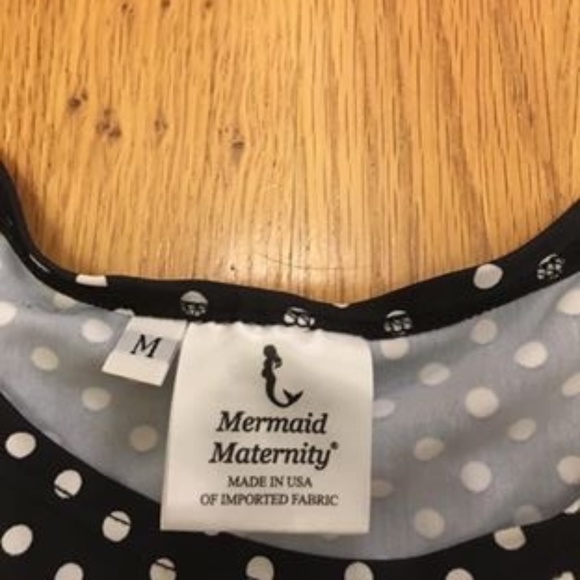 M
Mermaid
Maternity®
MADE IN USA
OF IMPORTED FABRIC